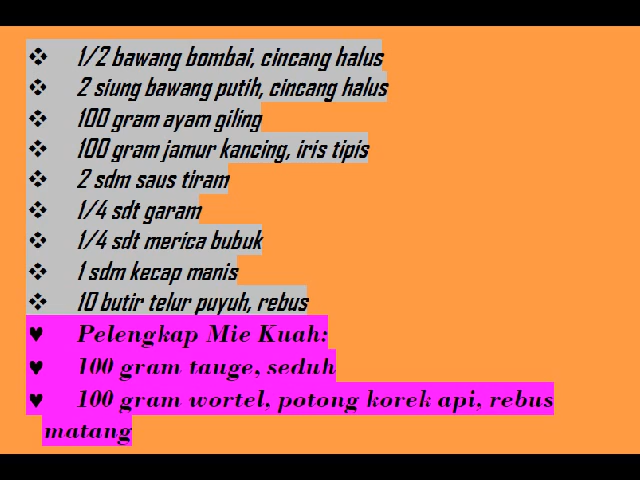 ❖ 1/2 bawang bombai, cincang halus
❖ 2 siung bawang putih, cincang halus
❖ 100 gram ayam giling
❖ 100 gram jamur kancing, iris tipis
❖ 2 sdm saus tiram
❖ 1/4 sdt garam
❖ 1/4 sdt merica bubuk
❖ 1 sdm kecap manis
❖ 10 butir telur puyuh, rebus
♥ Pelengkap Mie Kuah:
♥ 100 gram tauge, seduh
♥ 100 gram wortel, potong korek api, rebus
matang